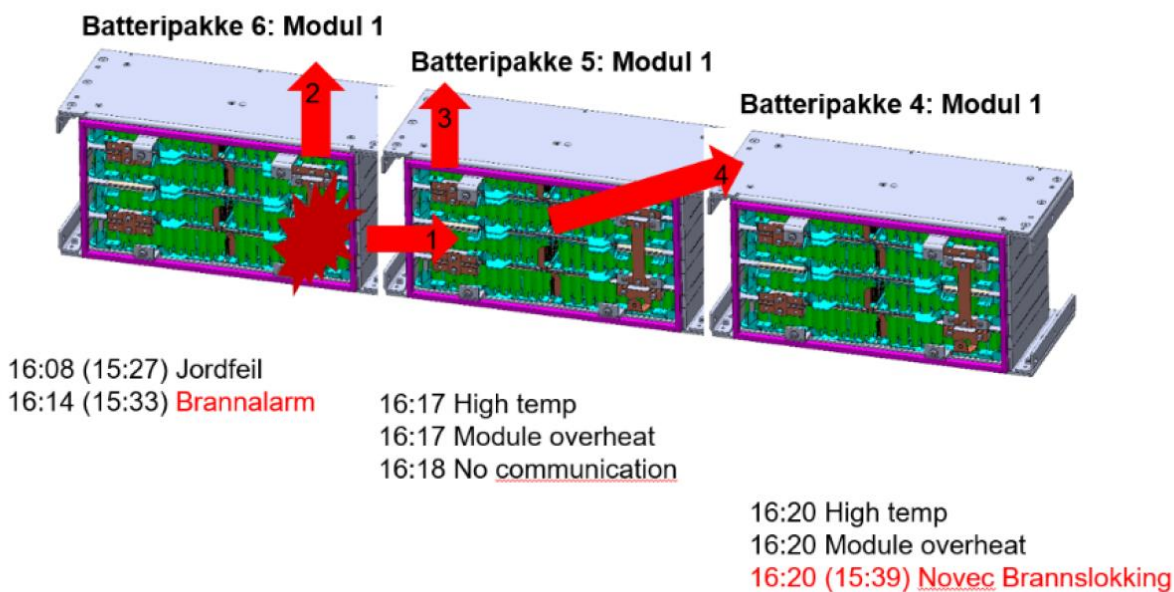 Batteripakke 6: Modul 1
Batteripakke 5: Modul 1
Batteripakke 4: Modul 1
2
3
4
1
16:08 (15:27) Jordfeil
16:14 (15:33) Brannalarm
16:17 High temp
16:17 Module overheat
16:18 No communication
16:20 High temp
16:20 Module overheat
16:20 (15:39) Novec Brannslokking